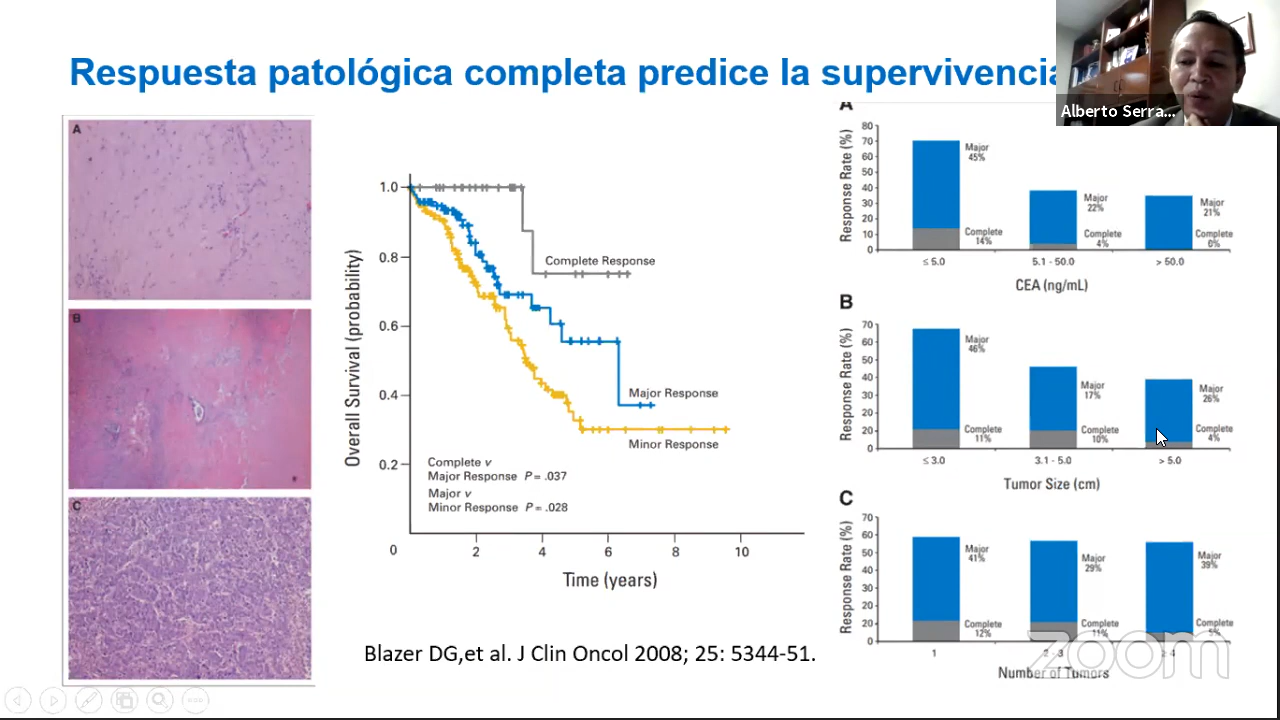 Respuesta patológica completa predice la supervivencia
Alberto Serra...
A
B
C
Overall Survival (probability)
1.0
0.8
0.6
0.4
0.2
0
2
4
6
8
10
Time (years)
Complete Response
Major Response
Minor Response
Complete v
Major Response P = .037
Major v
Minor Response P = .028
Blazer DG,et al. J Clin Oncol 2008; 25: 5344-51.
A
Response Rate (%)
80
70
60
50
40
30
20
10
0
Major
45%
Complete
14%
Major
22%
Complete
4%
Major
21%
Complete
≤ 5.0
5.1 - 50.0
> 50.0
CEA (ng/mL)
B
Response Rate (%)
70
60
50
40
30
20
10
0
Major
46%
Complete
11%
Major
17%
Complete
10%
Major
26%
Complete
4%
≤ 3.0
3.1 - 5.0
> 5.0
Tumor Size (cm)
C
Response Rate (%)
70
60
50
40
30
20
20
0
Major
41%
Complete
12%
Major
29%
Complete
11%
Major
39%
Complete
5%
1
Number of Tumors
zoom